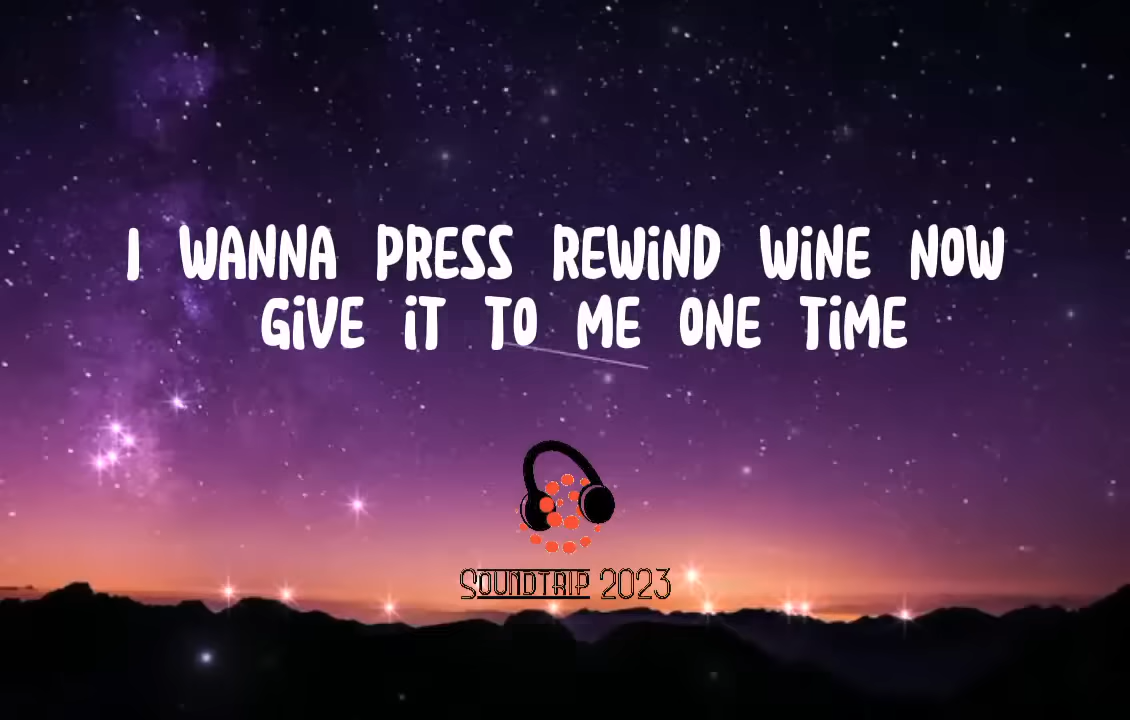 I WANNA PRESS REWiND WiNE NOW
GiVE iT TO ME ONE TiME
SOUNDTRIP 2023